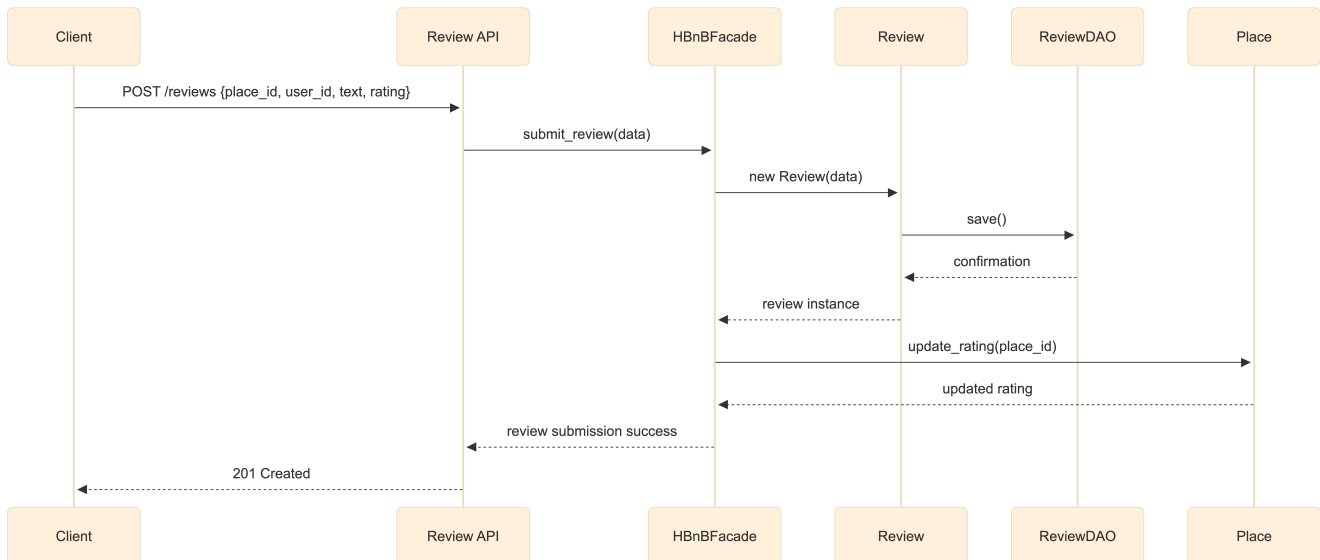 Client
Review API
HBnBFacade
Review
ReviewDAO
Place
POST /reviews {place_id, user_id, text, rating}
submit_review(data)
new Review(data)
save()
confirmation
review instance
update_rating(place_id)
updated rating
review submission success
201 Created
Client
Review API
HBnBFacade
Review
ReviewDAO
Place